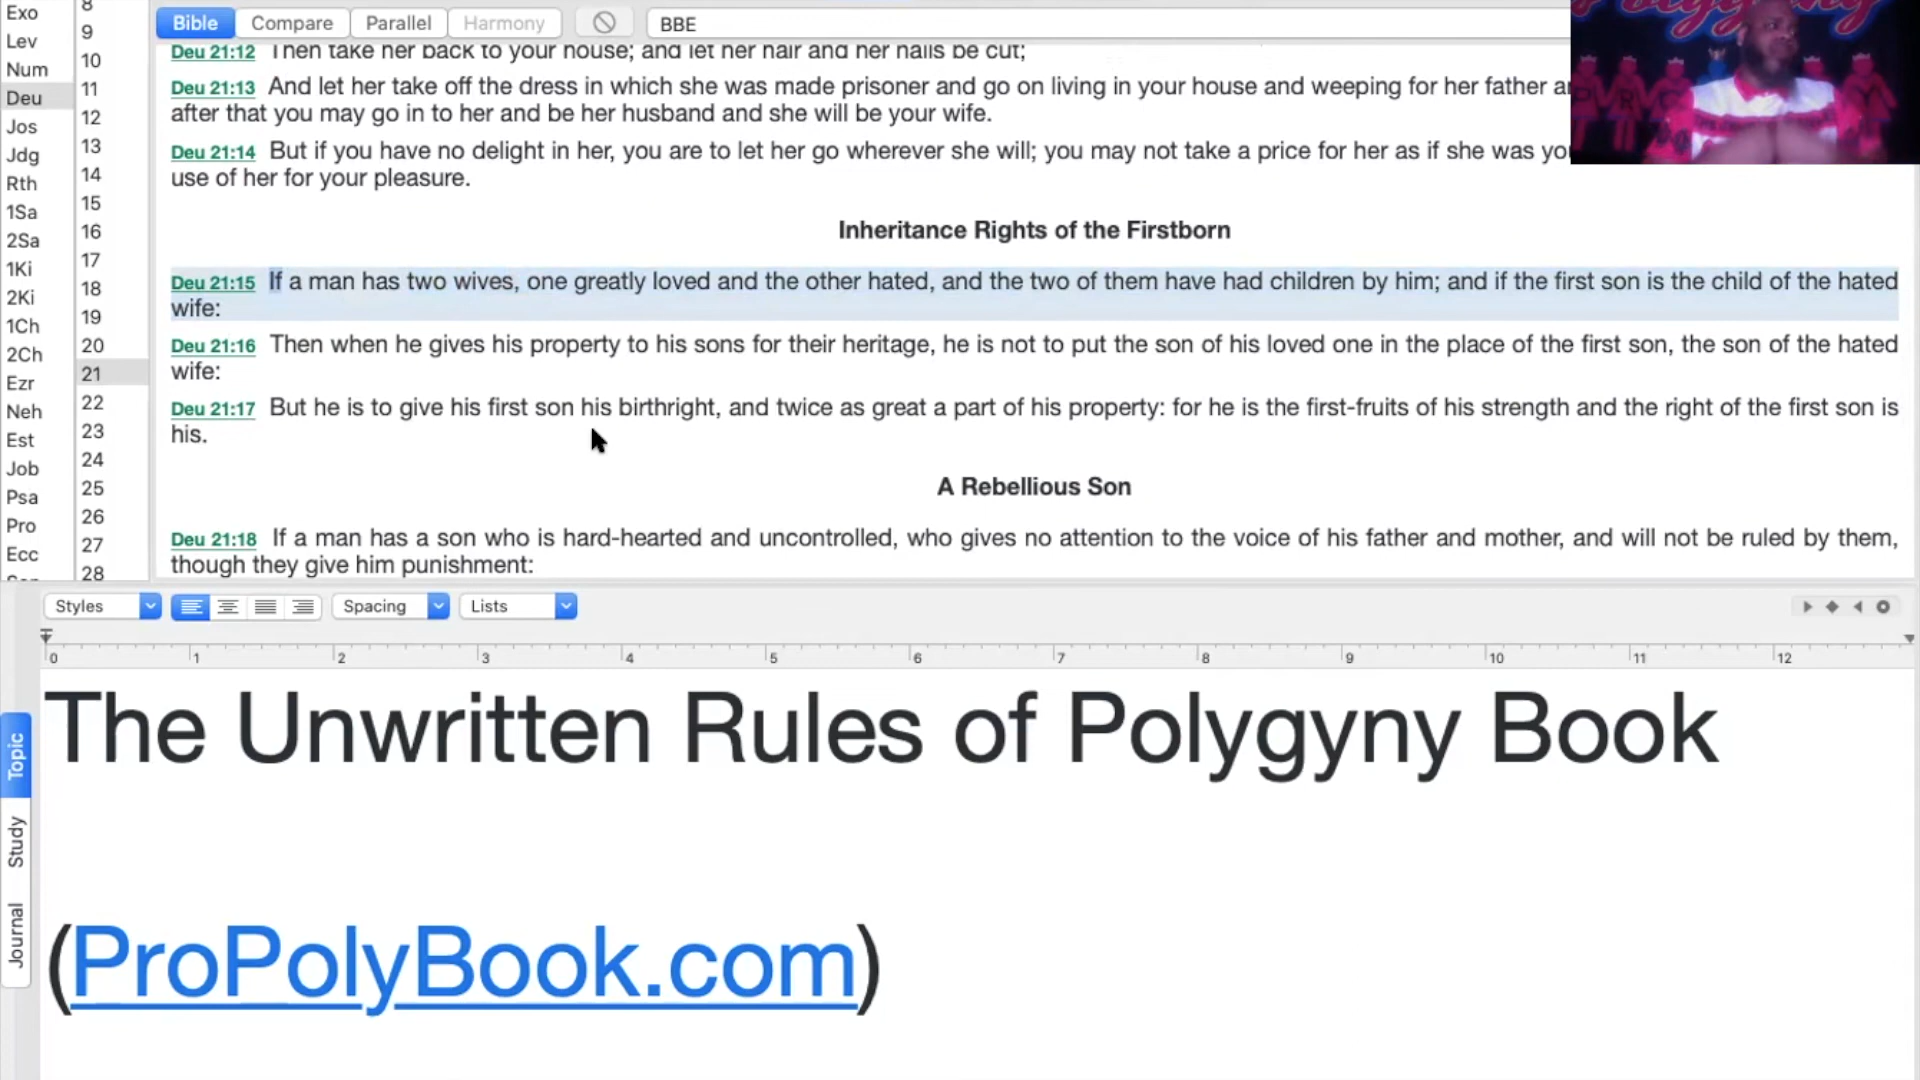 Bible Compare Parallel Harmony BBE
Exo
Lev
Num
Deu
Jos
Jdg
Rth
1Sa
2Sa
1Ki
2Ki
1Ch
2Ch
Ezr
Neh
Est
Job
Psa
Pro
Ecc
8
9
10
11
12
13
14
15
16
17
18
19
20
21
22
23
24
25
26
27
28
Deu 21:12 Then take her back to your house; and let her hair and her nails be cut;
Deu 21:13 And let her take off the dress in which she was made prisoner and go on living in your house and weeping for her father
after that you may go in to her and be her husband and she will be your wife.
Deu 21:14 But if you have no delight in her, you are to let her go wherever she will; you may not take a price for her as if she was
use of her for your pleasure.
Inheritance Rights of the Firstborn
Deu 21:15 If a man has two wives, one greatly loved and the other hated, and the two of them have had children by him; and if the first son is the child of the hated
wife:
Deu 21:16 Then when he gives his property to his sons for their heritage, he is not to put the son of his loved one in the place of the first son, the son of the hated
wife:
Deu 21:17 But he is to give his first son his birthright, and twice as great a part of his property: for he is the first-fruits of his strength and the right of the first son is
his.
A Rebellious Son
Deu 21:18 If a man has a son who is hard-hearted and uncontrolled, who gives no attention to the voice of his father and mother, and will not be ruled by them,
though they give him punishment:
Styles Spacing Lists
0 1 2 3 4 5 6 7 8 9 10 11 12
Topic
Study
Journal
The Unwritten Rules of Polygyny Book
(ProPolyBook.com)